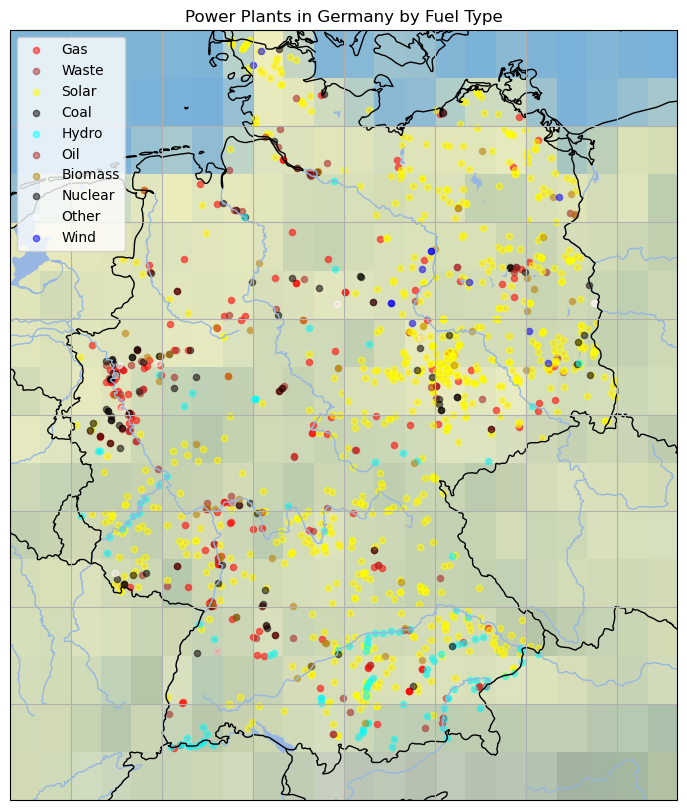 Power Plants in Germany by Fuel Type
Gas
Waste
Solar
Coal
Hydro
Oil
Biomass
Nuclear
Other
Wind